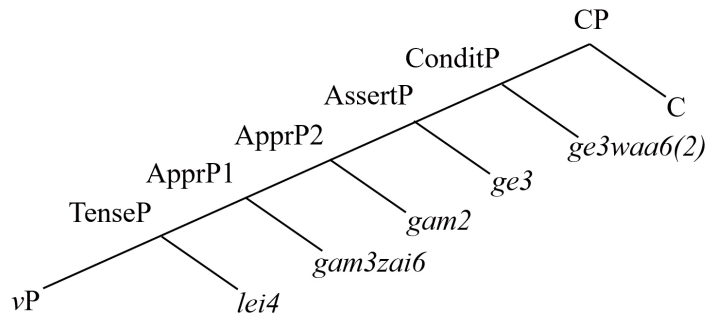 CP
ConditP
C
AssertP
ge3waa6(2)
ApprP2
ge3
ApprP1
gam2
TenseP
gam3zai6
vP
lei4